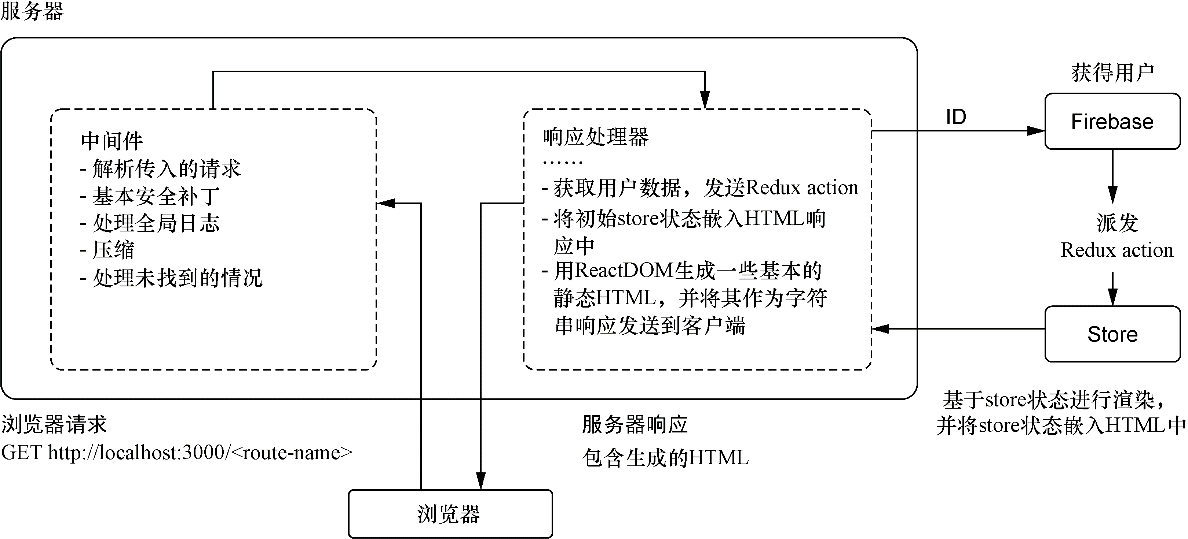 服务器
中间件
- 解析传入的请求
- 基本安全补丁
- 处理全局日志
- 压缩
- 处理未找到的情况
响应处理器
……
- 获取用户数据，发送Redux action
- 将初始store状态嵌入HTML响
应中
- 用ReactDOM生成一些基本的
静态HTML，并将其作为字符
串响应发送到客户端
ID
获得用户
Firebase
派发
Redux action
Store
基于store状态进行渲染，
并将store状态嵌入HTML中
浏览器请求
GET http://localhost:3000/<route-name>
服务器响应
包含生成的HTML
浏览器